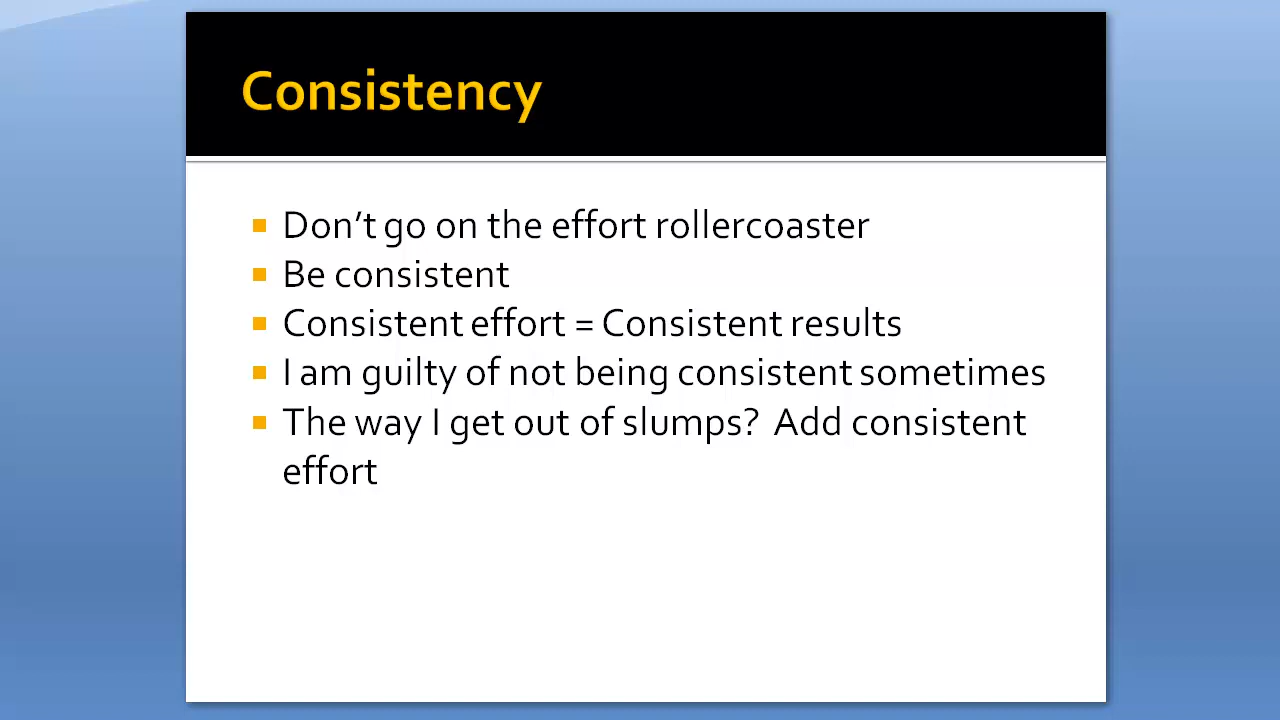 Consistency
Don't go on the effort rollercoaster
Be consistent
Consistent effort = Consistent results
I am guilty of not being consistent sometimes
The way I get out of slumps?  Add consistent
effort